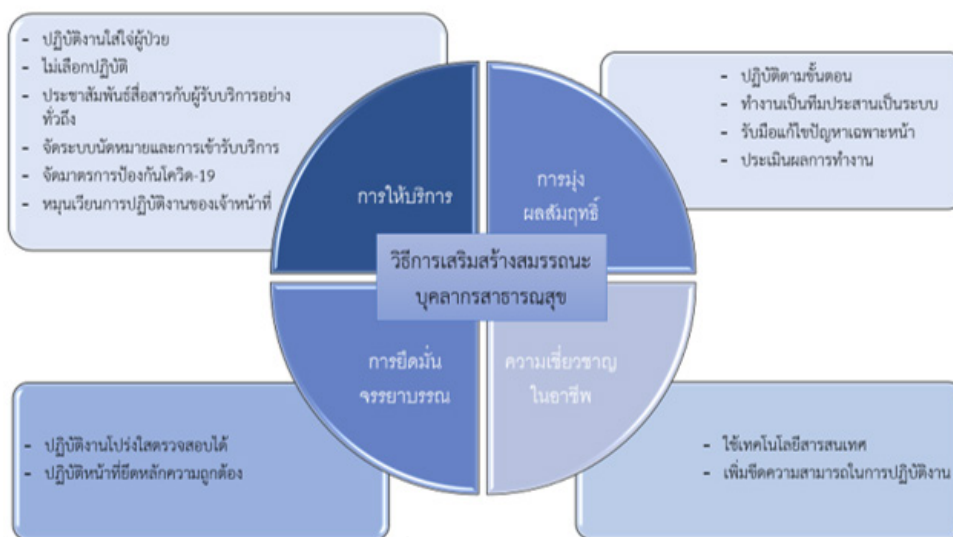 - ปฏิบัติงานใส่ใจผู้ป่วย
- ไม่เลือกปฏิบัติ
- ประชาสัมพันธ์สื่อสารกับผู้รับบริการอย่าง
ทั่วถึง
- จัดระบบนัดหมายและการเข้ารับบริการ
- จัดมาตรการป้องกันโควิด-19
- หมุนเวียนการปฏิบัติงานของเจ้าหน้าที่
- ปฏิบัติตามขั้นตอน
- ทำงานเป็นทีมประสานเป็นระบบ
- รับมือแก้ไขปัญหาเฉพาะหน้า
- ประเมินผลการทำงาน
การให้บริการ
การมุ่ง
ผลสัมฤทธิ์
วิธีการเสริมสร้างสมรรถนะ
บุคลากรสาธารณสุข
การยึดมั่น
จรรยาบรรณ
ความเชี่ยวชาญ
ในอาชีพ
- ปฏิบัติงานโปร่งใสตรวจสอบได้
- ปฏิบัติหน้าที่ยึดหลักความถูกต้อง
- ใช้เทคโนโลยีสารสนเทศ
- เพิ่มขีดความสามารถในการปฏิบัติงาน